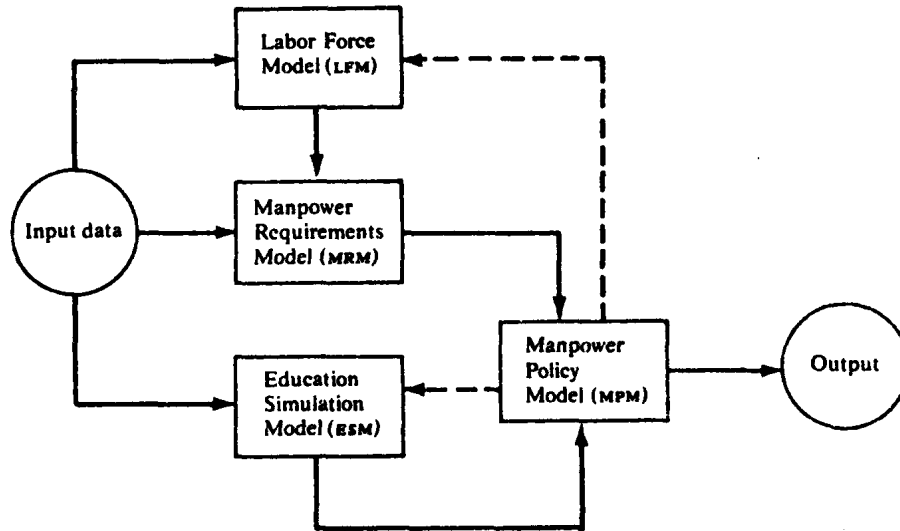 Labor Force
Model (LFM)
Input data
Manpower
Requirements
Model (MRM)
Education
Simulation
Model (ESM)
Manpower
Policy
Model (MPM)
Output